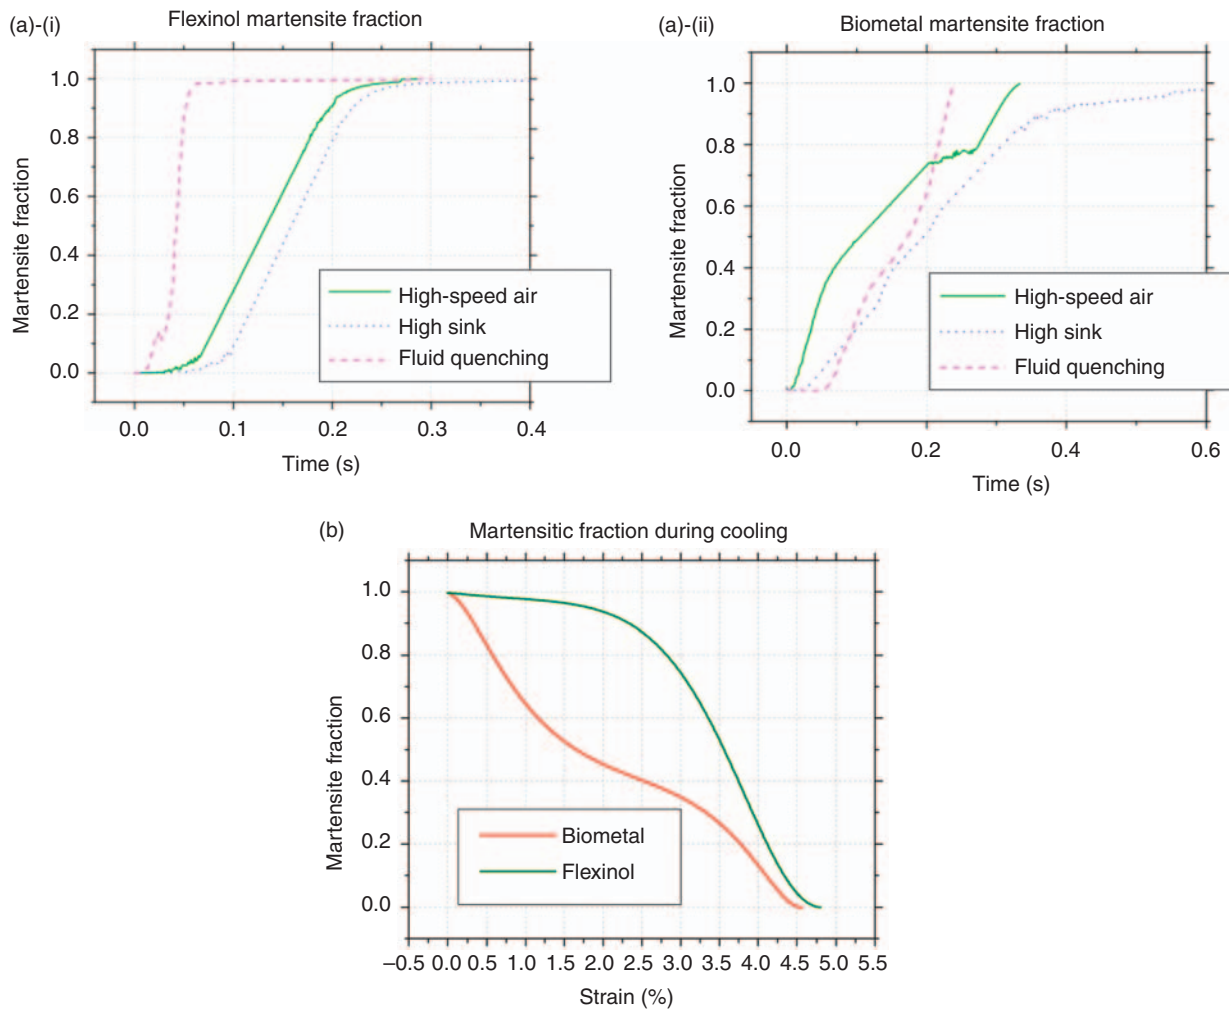 (a)-(i)
Flexinol martensite fraction
1.0
0.8
0.6
0.4
0.2
0.0
Martensite fraction
High-speed air
High sink
Fluid quenching
0.0 0.1 0.2 0.3 0.4
Time (s)
(a)-(ii)
Biometal martensite fraction
1.0
0.8
0.6
0.4
0.2
0.0
Martensite fraction
High-speed air
High sink
Fluid quenching
0.0 0.2 0.4 0.6
Time (s)
(b)
Martensitic fraction during cooling
1.0
0.8
0.6
0.4
0.2
0.0
Martensite fraction
Biometal
Flexinol
–0.5 0.0 0.5 1.0 1.5 2.0 2.5 3.0 3.5 4.0 4.5 5.0 5.5
Strain (%)